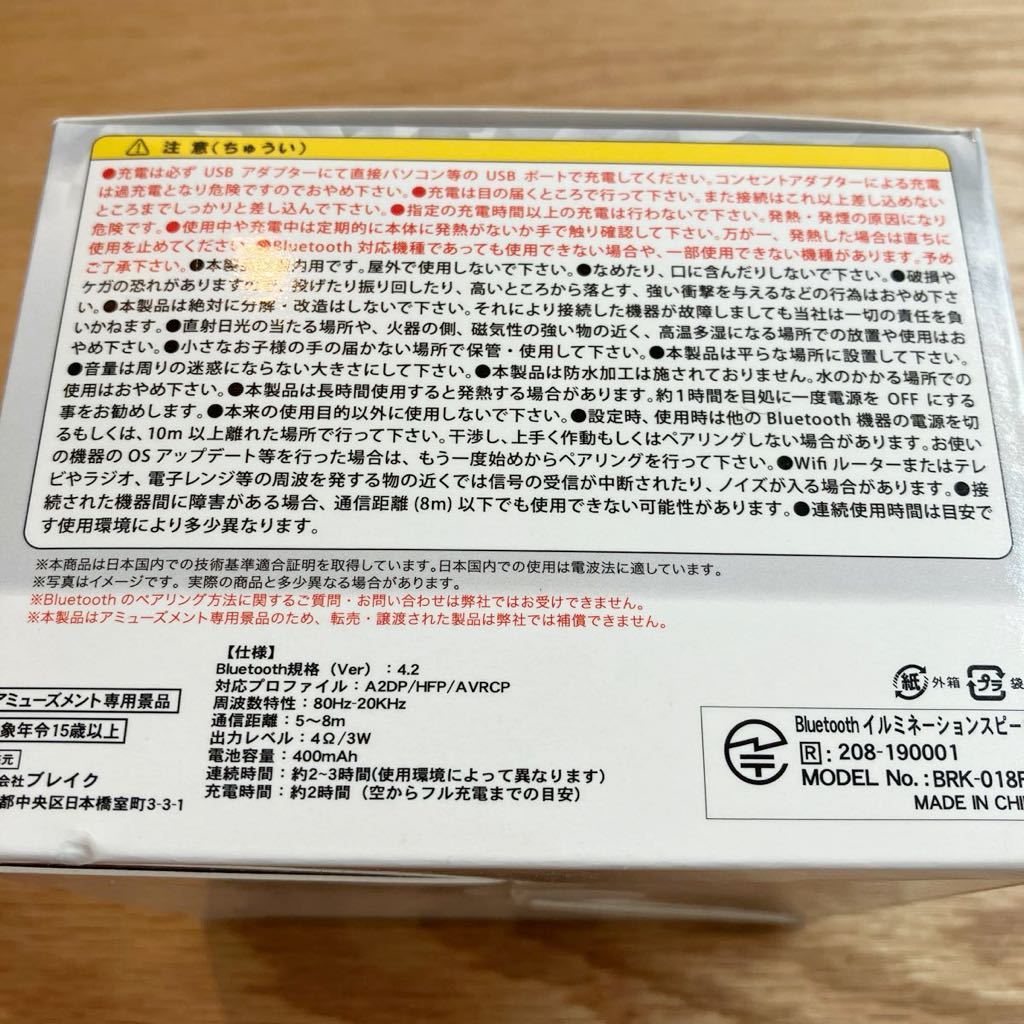 注意(ちゅうい)
●充電は必ず USB アダプターにて直接パソコン等の USB ポートで充電してください。コンセントアダプターによる充電
は過充電となり危険ですのでおやめ下さい。●充電は目の届くところで行って下さい。また接続はこれ以上差し込めない
ところまでしっかりと差し込んで下さい。●指定の充電時間以上の充電は行わないで下さい。発熱・発煙の原因になり
危険です。●使用中や充電中は定期的に本体に発熱がないか手で触り確認して下さい。万が一、発熱した場合は直ちに
使用を止めてください。●Bluetooth 対応機種であっても使用できない場合や、一部使用できない機種があります。予め
ご了承下さい。●本製品 内用です。屋外で使用しないで下さい。●なめたり、口に含んだりしないで下さい。●破損や
ケガの恐れがあります 投げたり振り回したり、高いところから落とす、強い衝撃を与えるなどの行為はおやめ下さ
い。●本製品は絶対に分解・改造はしないで下さい。それにより接続した機器が故障しましても当社は一切の責任を負
いかねます。●直射日光の当たる場所や、火器の側、磁気性の強い物の近く、高温多湿になる場所での放置や使用はお
やめ下さい。●小さなお子様の手の届かない場所で保管・使用して下さい。●本製品は平らな場所に設置して下さい。
●音量は周りの迷惑にならない大きさにして下さい。●本製品は防水加工は施されておりません。水のかかる場所での
使用はおやめ下さい。●本製品は長時間使用すると発熱する場合があります。約1時間を目処に一度電源を OFF にする
事をお勧めします。●本来の使用目的以外に使用しないで下さい。●設定時、使用時は他の Bluetooth 機器の電源を切
るもしくは、10m 以上離れた場所で行って下さい。干渉し、上手く作動もしくはペアリングしない場合があります。お使い
の機器の OS アップデート等を行った場合は、もう一度始めからペアリングを行って下さい。●Wifi ルーターまたはテレ
ビやラジオ、電子レンジ等の周波を発する物の近くでは信号の受信が中断されたり、ノイズが入る場合があります。●接
続された機器間に障害がある場合、通信距離 (8m) 以下でも使用できない可能性があります。●連続使用時間は目安で
す使用環境により多少異なります。
※本商品は日本国内での技術基準適合証明を取得しています。日本国内での使用は電波法に適しています。
※写真はイメージです。実際の商品と多少異なる場合があります。
※Bluetooth のペアリング方法に関するご質問・お問い合わせは弊社ではお受けできません。
※本製品はアミューズメント専用景品のため、転売・譲渡された製品は弊社では補償できません。
【仕様】
Bluetooth規格(Ver):4.2
対応プロファイル:A2DP/HFP/AVRCP
周波数特性:80Hz-20KHz
通信距離:5～8m
出力レベル:4Ω/3W
電池容量:400mAh
連続時間:約2~3時間(使用環境によって異なります)
充電時間:約2時間 (空からフル充電までの目安)
アミューズメント専用景品
象年令15歳以上
元
会社ブレイク
都中央区日本橋室町3-3-1
紙 外箱 プラ 袋
Bluetooth イルミネーションスピー
R:208-190001
MODEL No.:BRK-018
MADE IN CHI